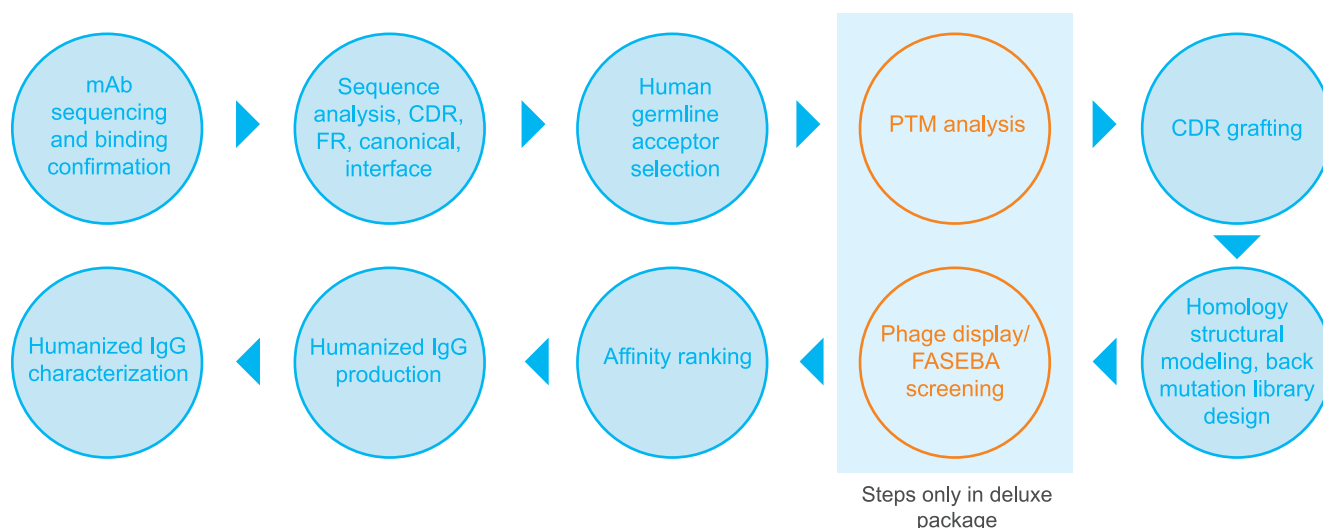 mAb
sequencing
and binding
confirmation
Sequence
analysis, CDR,
FR, canonical,
interface
Human
germline
acceptor
selection
PTM analysis
CDR grafting
Homology
structural
modeling, back
mutation library
design
Phage display/
FASEBA
screening
Affinity ranking
Humanized IgG
production
Humanized IgG
characterization
Steps only in deluxe
package